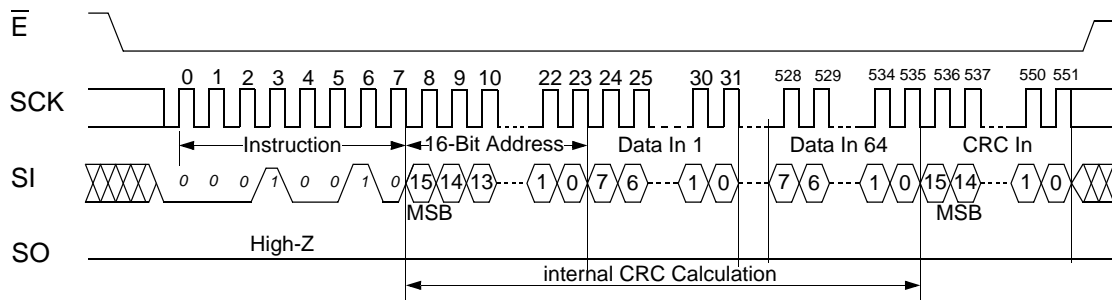 E
0 1 2 3 4 5 6 7 8 9 10 22 23 24 25 30 31 528 529 534 535 536 537 550 551
SCK
Instruction 16-Bit Address Data In 1 Data In 64 CRC In
SI 0 0 0 1 0 0 1 0 15 14 13 1 0 7 6 1 0 7 6 1 0 15 14 1 0
MSB MSB
High-Z
SO
internal CRC Calculation